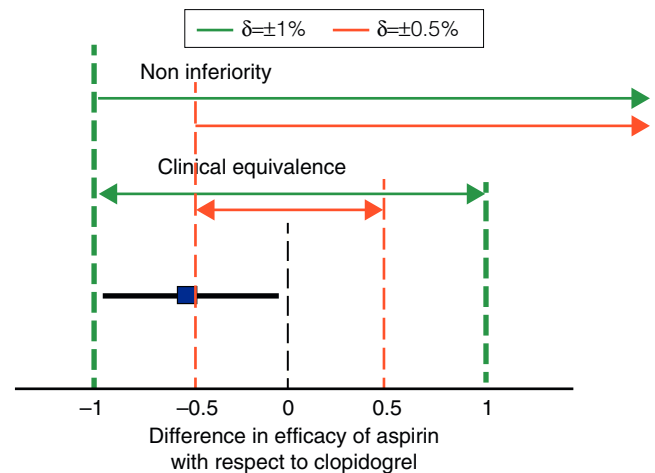 δ=±1% δ=±0.5%
Non inferiority
Clinical equivalence
−1 −0.5 0 0.5 1
Difference in efficacy of aspirin
with respect to clopidogrel